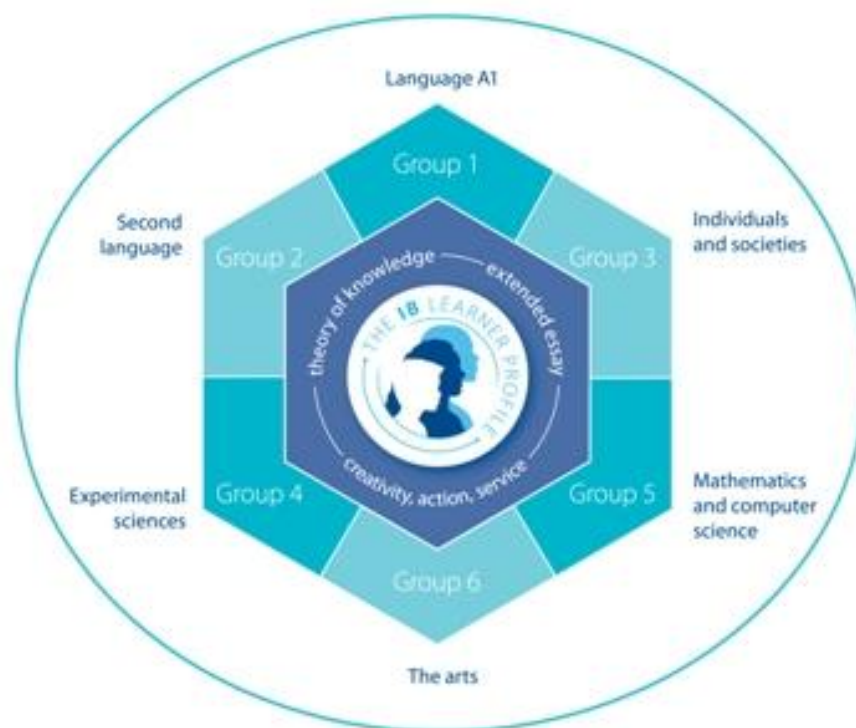 Language A1
Group 1
Second
language
Group 2
Individuals
and societies
Group 3
theory of knowledge
extended essay
THE IB LEARNER PROFILE
creativity, action, service
Experimental
sciences
Group 4
Mathematics
and computer
science
Group 5
Group 6
The arts